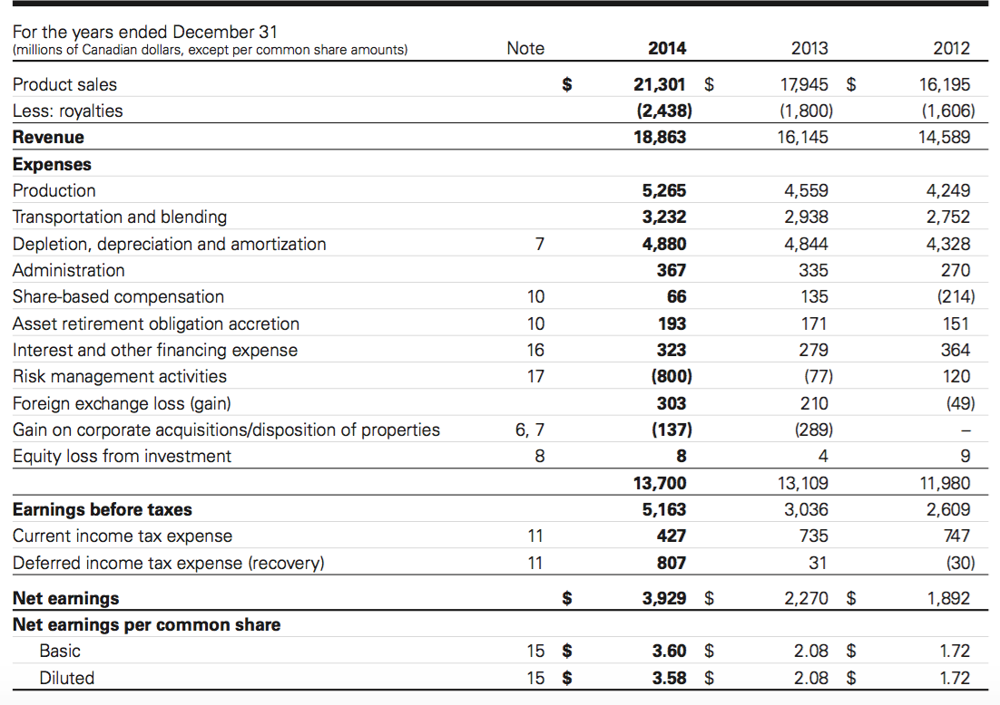 For the years ended December 31
(millions of Canadian dollars, except per common share amounts) Note 2014 2013 2012
Product sales $ 21,301 $ 17,945 $ 16,195
Less: royalties (2,438) (1,800) (1,606)
Revenue 18,863 16,145 14,589
Expenses
Production 5,265 4,559 4,249
Transportation and blending 3,232 2,938 2,752
Depletion, depreciation and amortization 7 4,880 4,844 4,328
Administration 367 335 270
Share-based compensation 10 66 135 (214)
Asset retirement obligation accretion 10 193 171 151
Interest and other financing expense 16 323 279 364
Risk management activities 17 (800) (77) 120
Foreign exchange loss (gain) 303 210 (49)
Gain on corporate acquisitions/disposition of properties 6, 7 (137) (289) –
Equity loss from investment 8 8 4 9
13,700 13,109 11,980
Earnings before taxes 5,163 3,036 2,609
Current income tax expense 11 427 735 747
Deferred income tax expense (recovery) 11 807 31 (30)
Net earnings $ 3,929 $ 2,270 $ 1,892
Net earnings per common share
Basic 15 $ 3.60 $ 2.08 $ 1.72
Diluted 15 $ 3.58 $ 2.08 $ 1.72